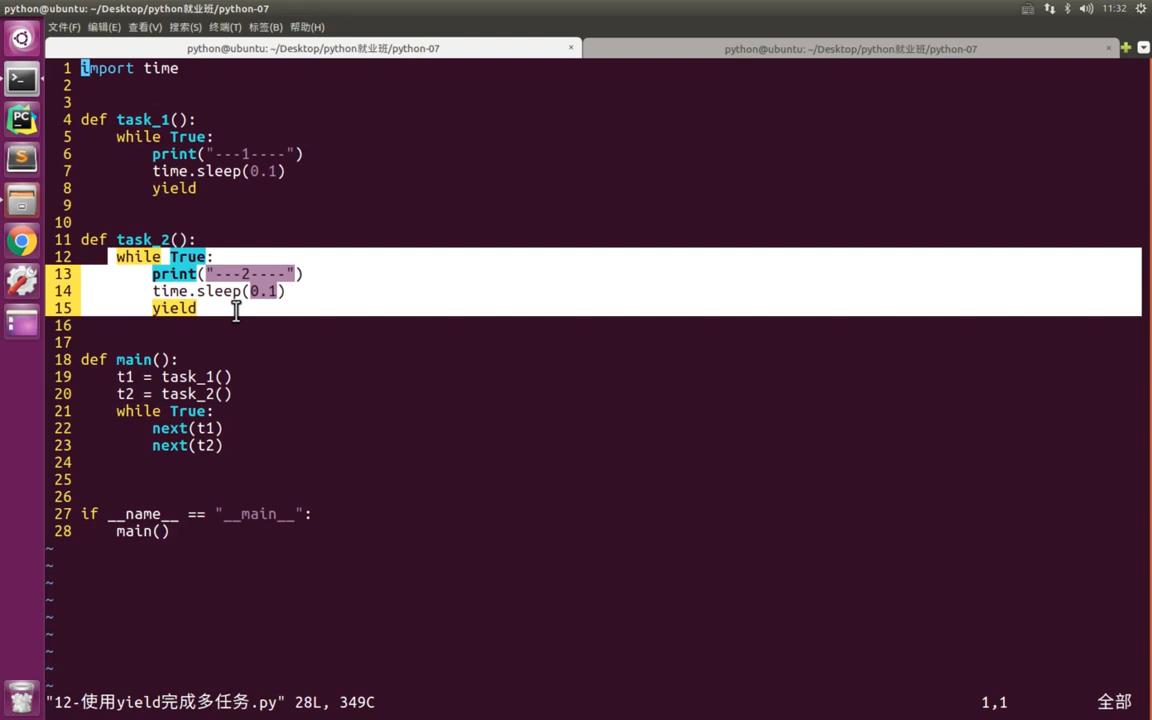 python@ubuntu: ~/Desktop/python就业班/python-07
11:32
文件(F) 编辑(E) 查看(V) 搜索(S) 终端(T) 标签(B) 帮助(H)
python@ubuntu: ~/Desktop/python就业班/python-07 ×
python@ubuntu: ~/Desktop/python就业班/python-07 ×
1 import time
2
3
4 def task_1():
5     while True:
6         print("---1----")
7         time.sleep(0.1)
8         yield
9
10
11 def task_2():
12     while True:
13         print("---2----")
14         time.sleep(0.1)
15         yield
16
17
18 def main():
19     t1 = task_1()
20     t2 = task_2()
21     while True:
22         next(t1)
23         next(t2)
24
25
26
27 if __name__ == "__main__":
28     main()
~
~
~
~
~
~
~
~
~
"12-使用yield完成多任务.py" 28L, 349C
1,1
全部
PC
S